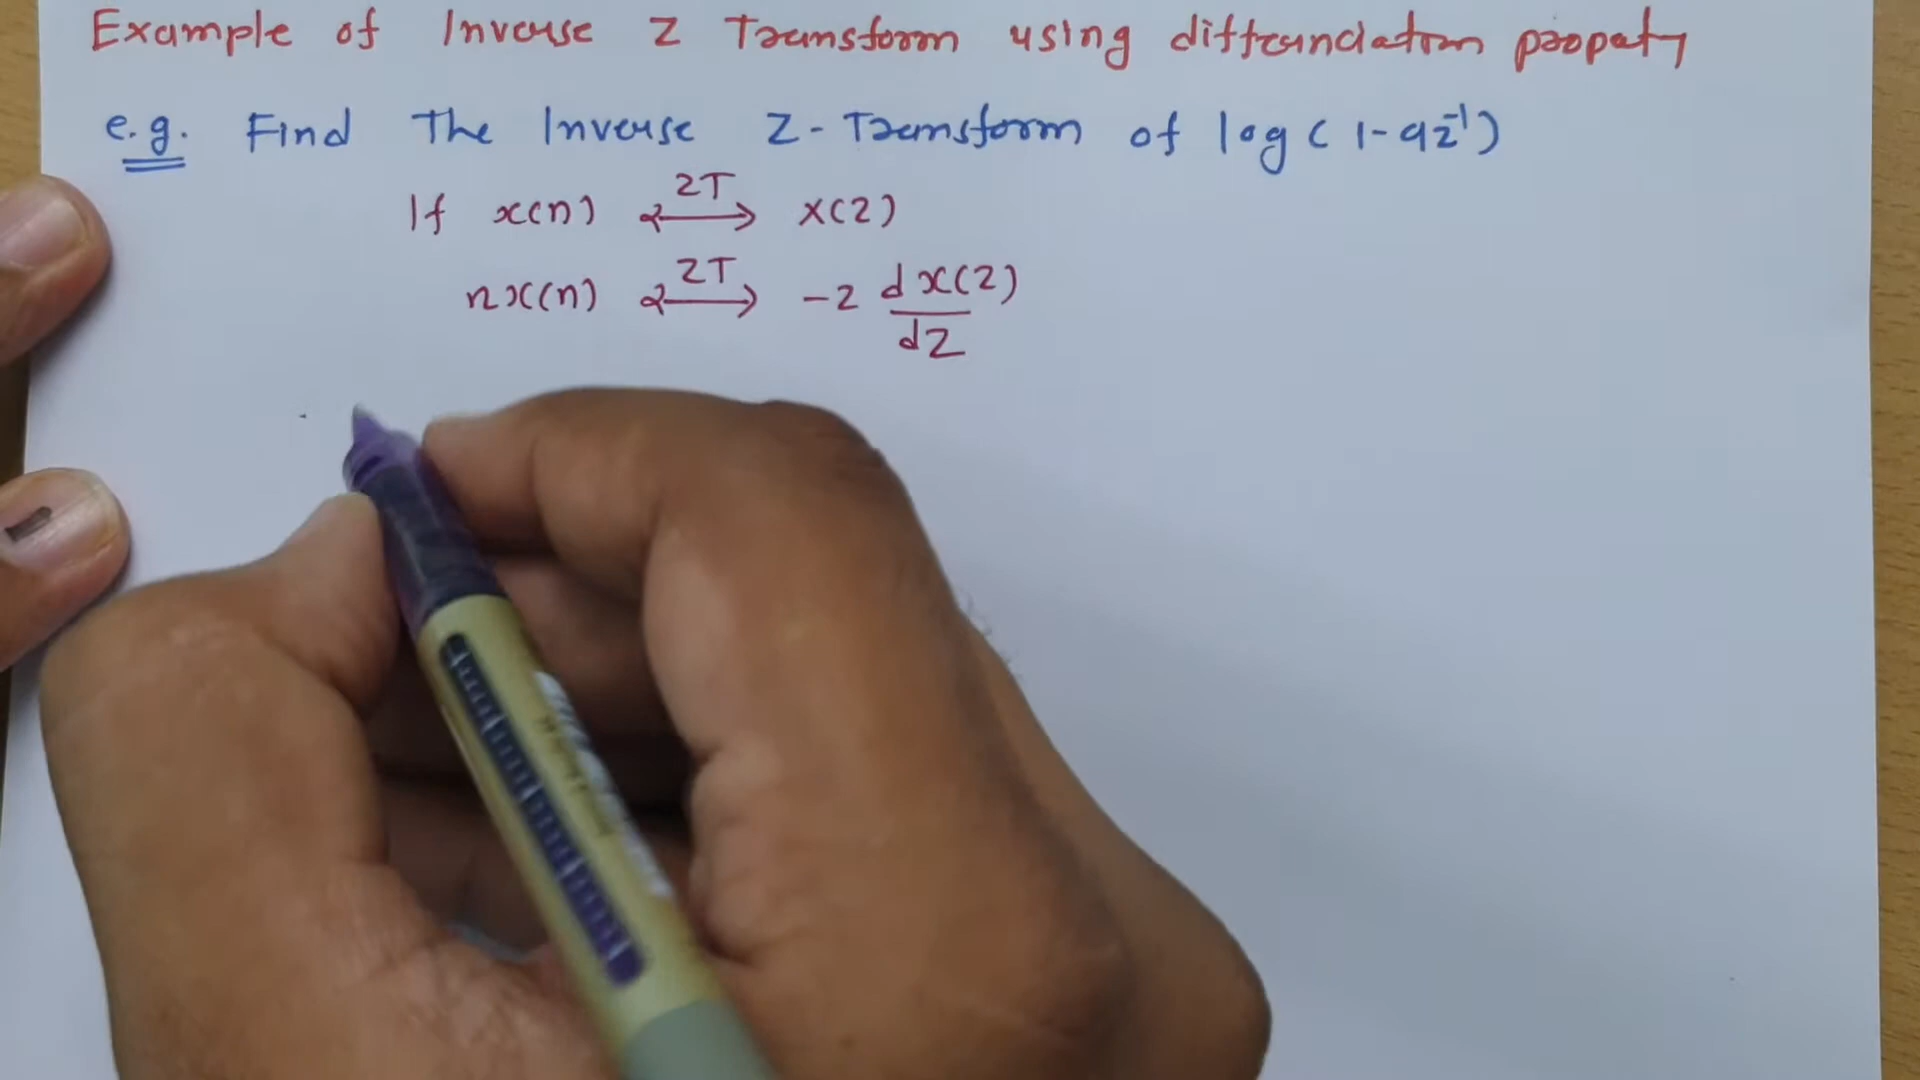 Example of Inverse Z Transform using differenciation property
e.g. Find The Inverse Z-Transform of log(1-az⁻¹)
If x(n) ⟷ZT x(z)
nx(n) ⟷ZT -z dx(z)/dz